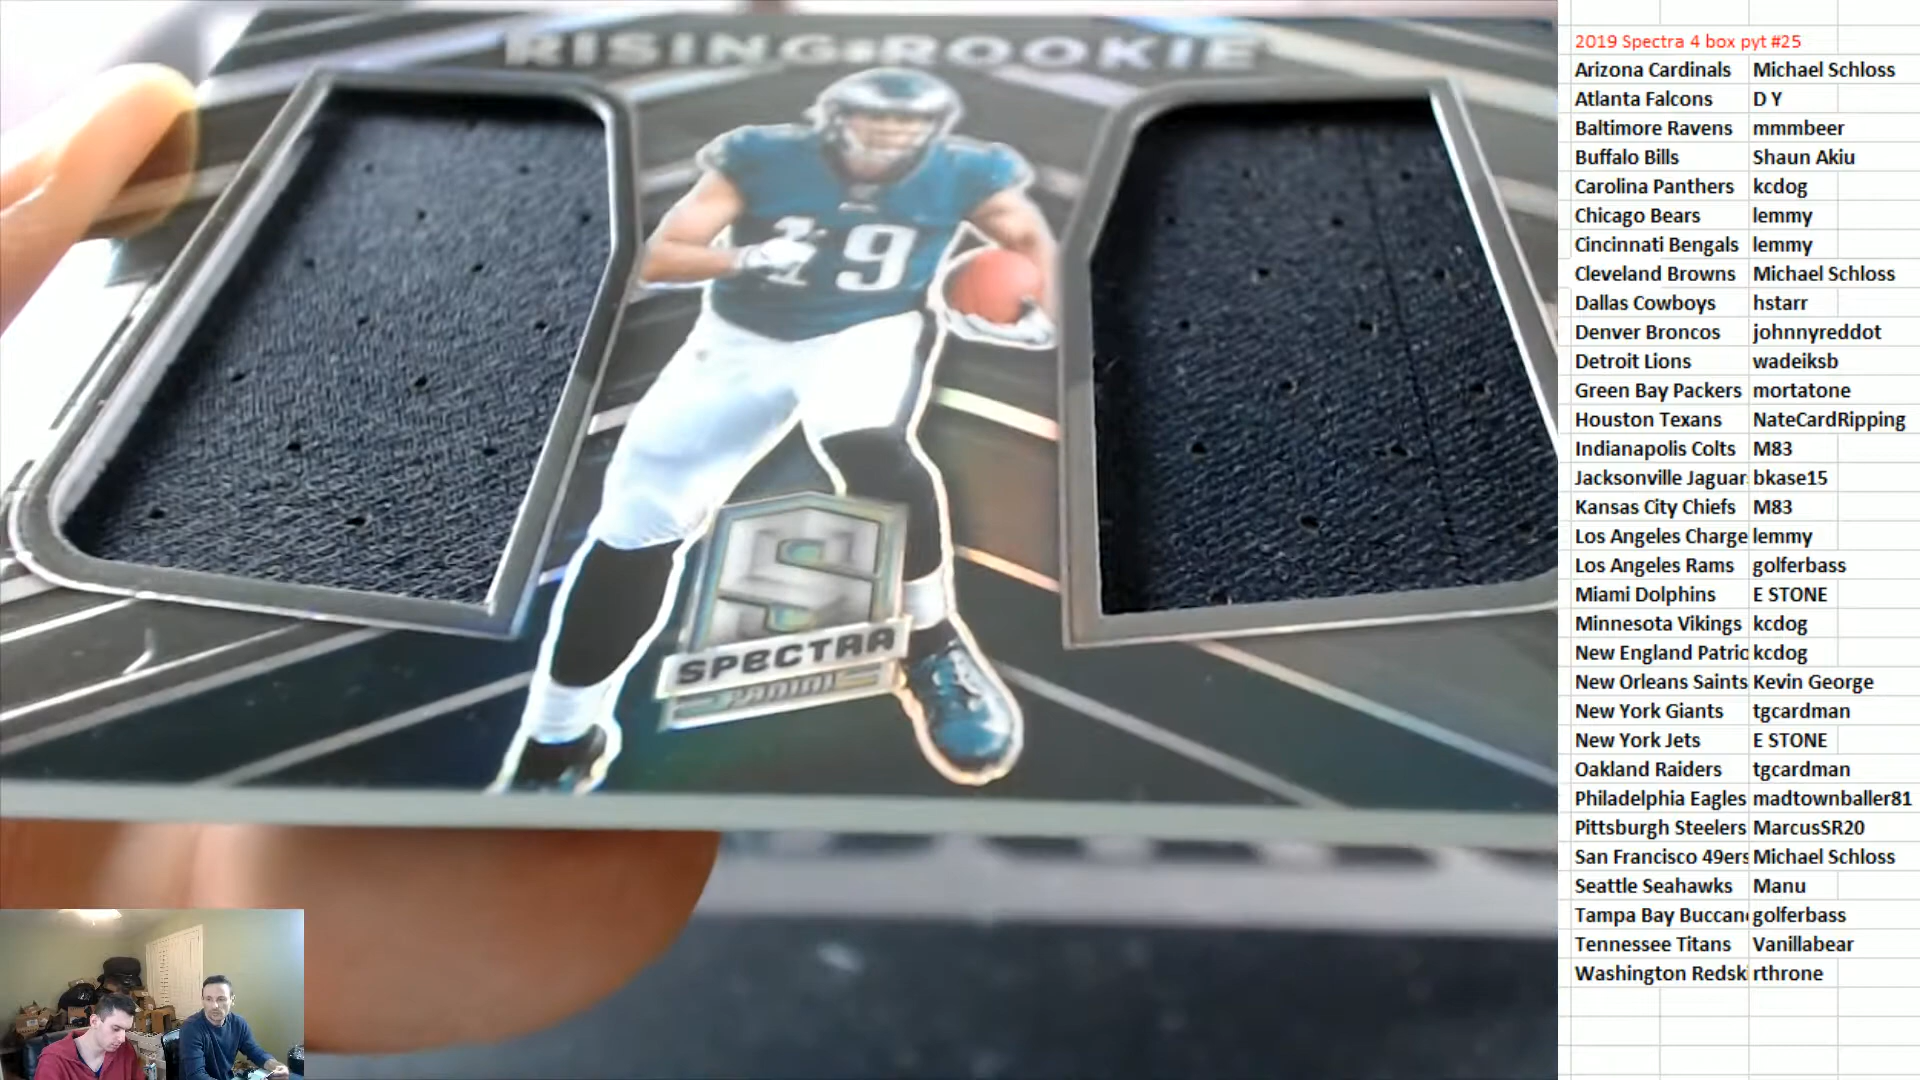 RISING ROOKIE
19
S
SPECTRA
PANINI
2019 Spectra 4 box pyt #25
Arizona Cardinals Michael Schloss
Atlanta Falcons D Y
Baltimore Ravens mmmbeer
Buffalo Bills Shaun Akiu
Carolina Panthers kcdog
Chicago Bears lemmy
Cincinnati Bengals lemmy
Cleveland Browns Michael Schloss
Dallas Cowboys hstarr
Denver Broncos johnnyreddot
Detroit Lions wadeiksb
Green Bay Packers mortatone
Houston Texans NateCardRipping
Indianapolis Colts M83
Jacksonville Jaguar bkase15
Kansas City Chiefs M83
Los Angeles Charge lemmy
Los Angeles Rams golferbass
Miami Dolphins E STONE
Minnesota Vikings kcdog
New England Patrio kcdog
New Orleans Saints Kevin George
New York Giants tgcardman
New York Jets E STONE
Oakland Raiders tgcardman
Philadelphia Eagles madtownballer81
Pittsburgh Steelers MarcusSR20
San Francisco 49ers Michael Schloss
Seattle Seahawks Manu
Tampa Bay Buccan golferbass
Tennessee Titans Vanillabear
Washington Redski rthrone